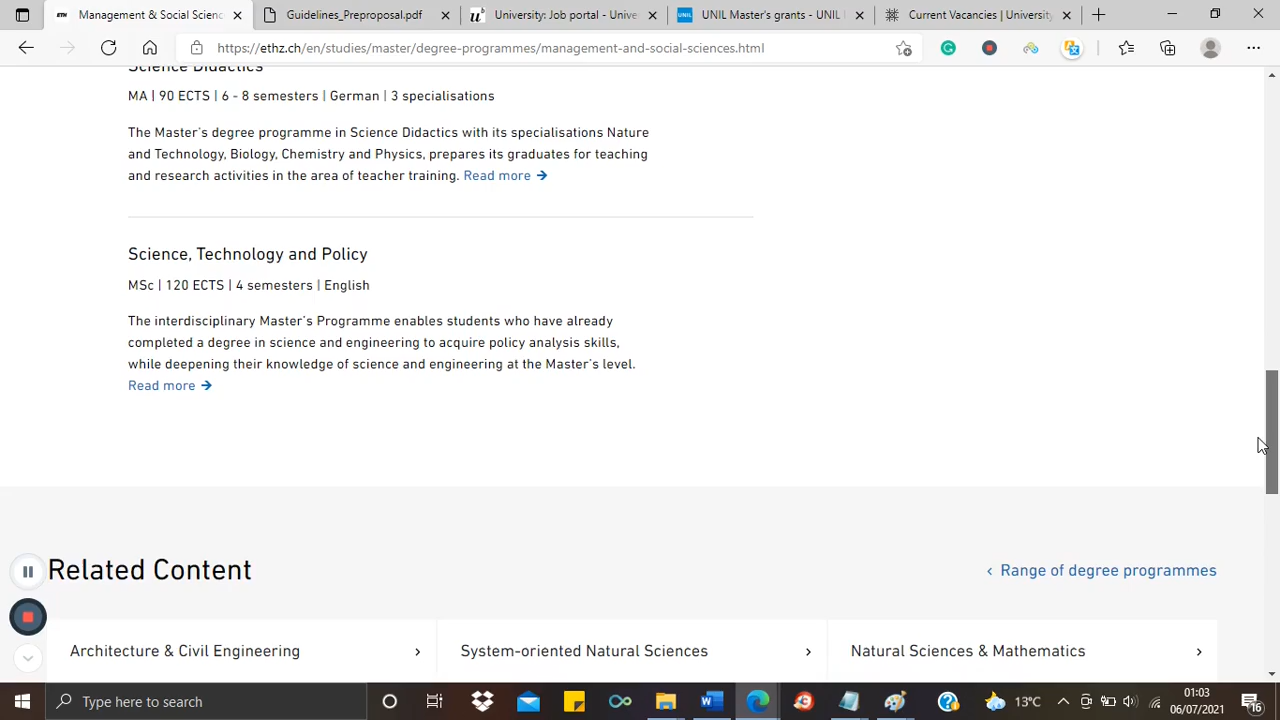 Management & Social Scienc
Guidelines_Preproposal.pdf
University: Job portal - Unive
UNIL Master's grants - UNIL
Current Vacancies | University
https://ethz.ch/en/studies/master/degree-programmes/management-and-social-sciences.html
Science Didactics
MA | 90 ECTS | 6 - 8 semesters | German | 3 specialisations
The Master's degree programme in Science Didactics with its specialisations Nature
and Technology, Biology, Chemistry and Physics, prepares its graduates for teaching
and research activities in the area of teacher training. Read more →
Science, Technology and Policy
MSc | 120 ECTS | 4 semesters | English
The interdisciplinary Master's Programme enables students who have already
completed a degree in science and engineering to acquire policy analysis skills,
while deepening their knowledge of science and engineering at the Master's level.
Read more →
Related Content
Range of degree programmes
Architecture & Civil Engineering
System-oriented Natural Sciences
Natural Sciences & Mathematics
Type here to search
13°C
01:03
06/07/2021
16